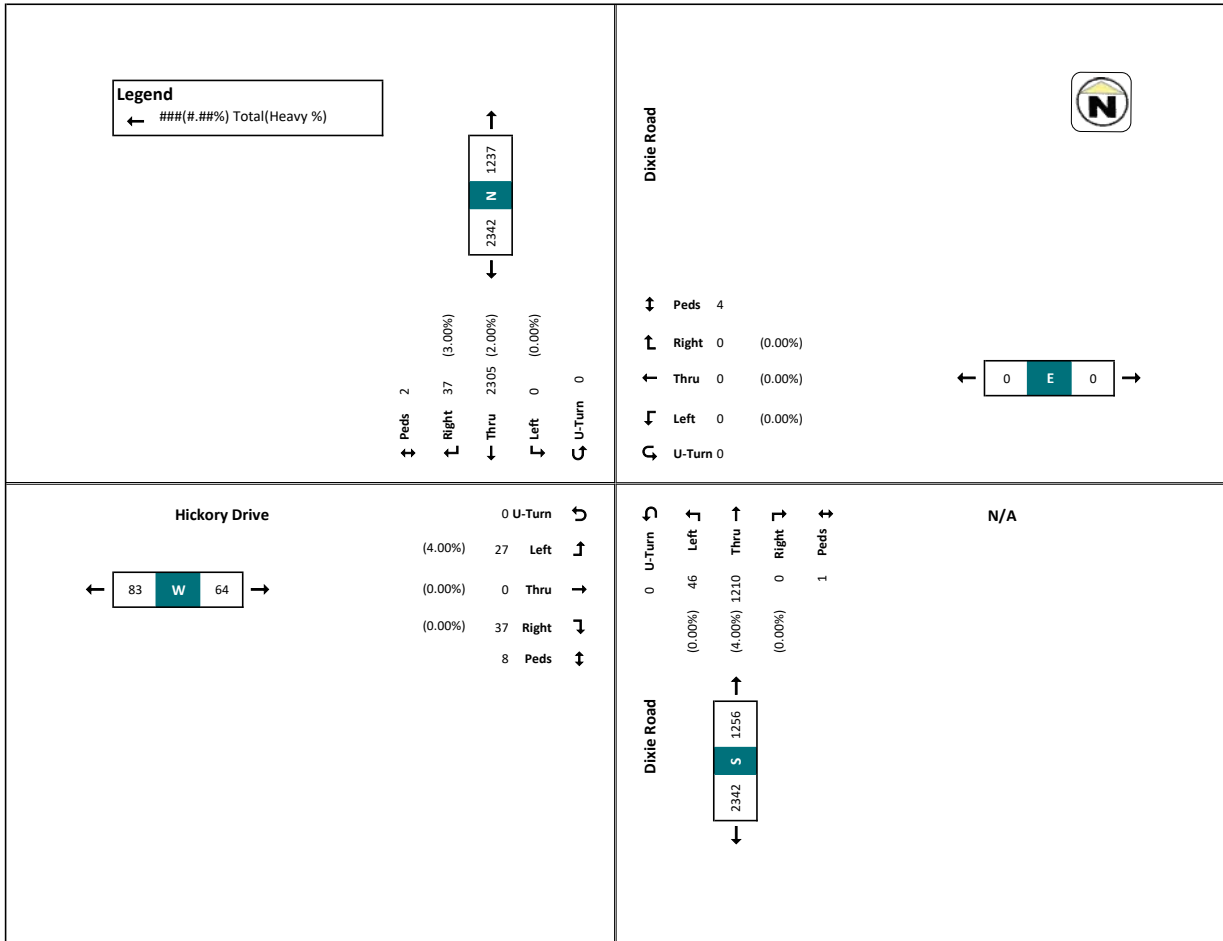 Legend
← ###(#.##%) Total(Heavy %)
1237
N
2342
Peds 2
Right 37 (3.00%)
Thru 2305 (2.00%)
Left 0 (0.00%)
U-Turn 0
Dixie Road
N
Peds 4
Right 0 (0.00%)
Thru 0 (0.00%)
Left 0 (0.00%)
U-Turn 0
0 E 0
Hickory Drive
0 U-Turn
(4.00%) 27 Left
(0.00%) 0 Thru
(0.00%) 37 Right
8 Peds
83 W 64
0 U-Turn
(0.00%) 46 Left
(4.00%) 1210 Thru
(0.00%) 0 Right
1 Peds
N/A
Dixie Road
1256
S
2342